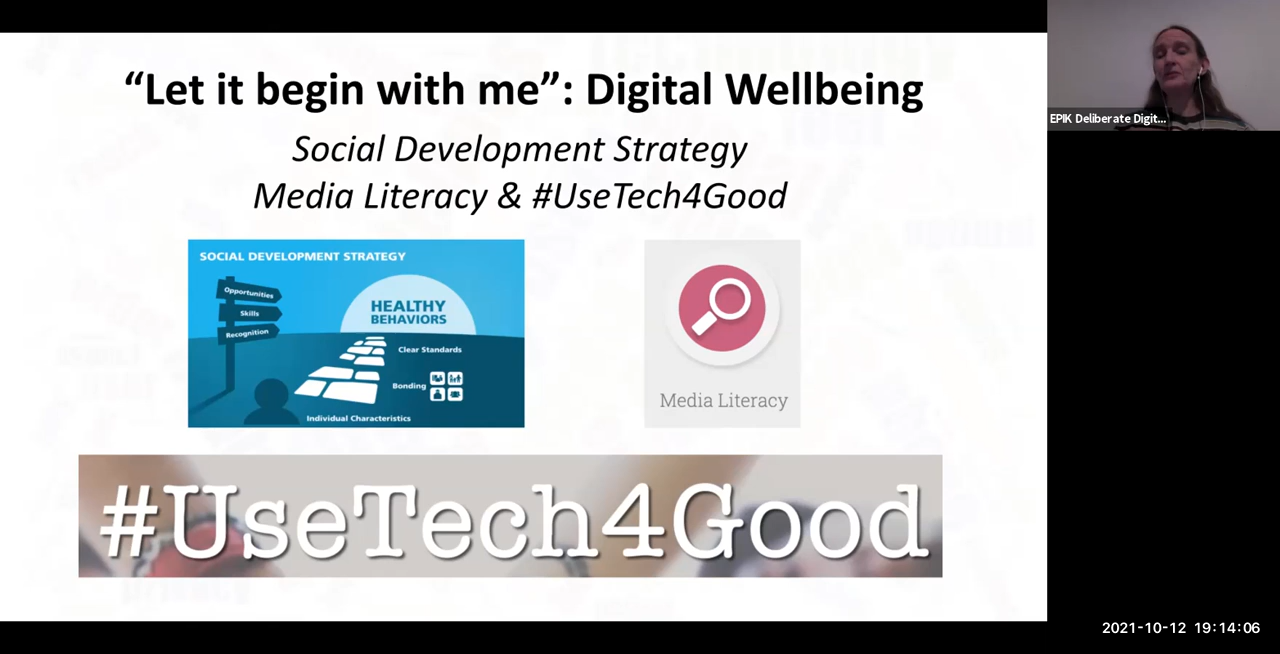 “Let it begin with me”: Digital Wellbeing
Social Development Strategy
Media Literacy & #UseTech4Good
SOCIAL DEVELOPMENT STRATEGY
Opportunities
Skills
Recognition
HEALTHY
BEHAVIORS
Clear Standards
Bonding
Individual Characteristics
Media Literacy
#UseTech4Good
EPIK Deliberate Digit...
2021-10-12 19:14:06